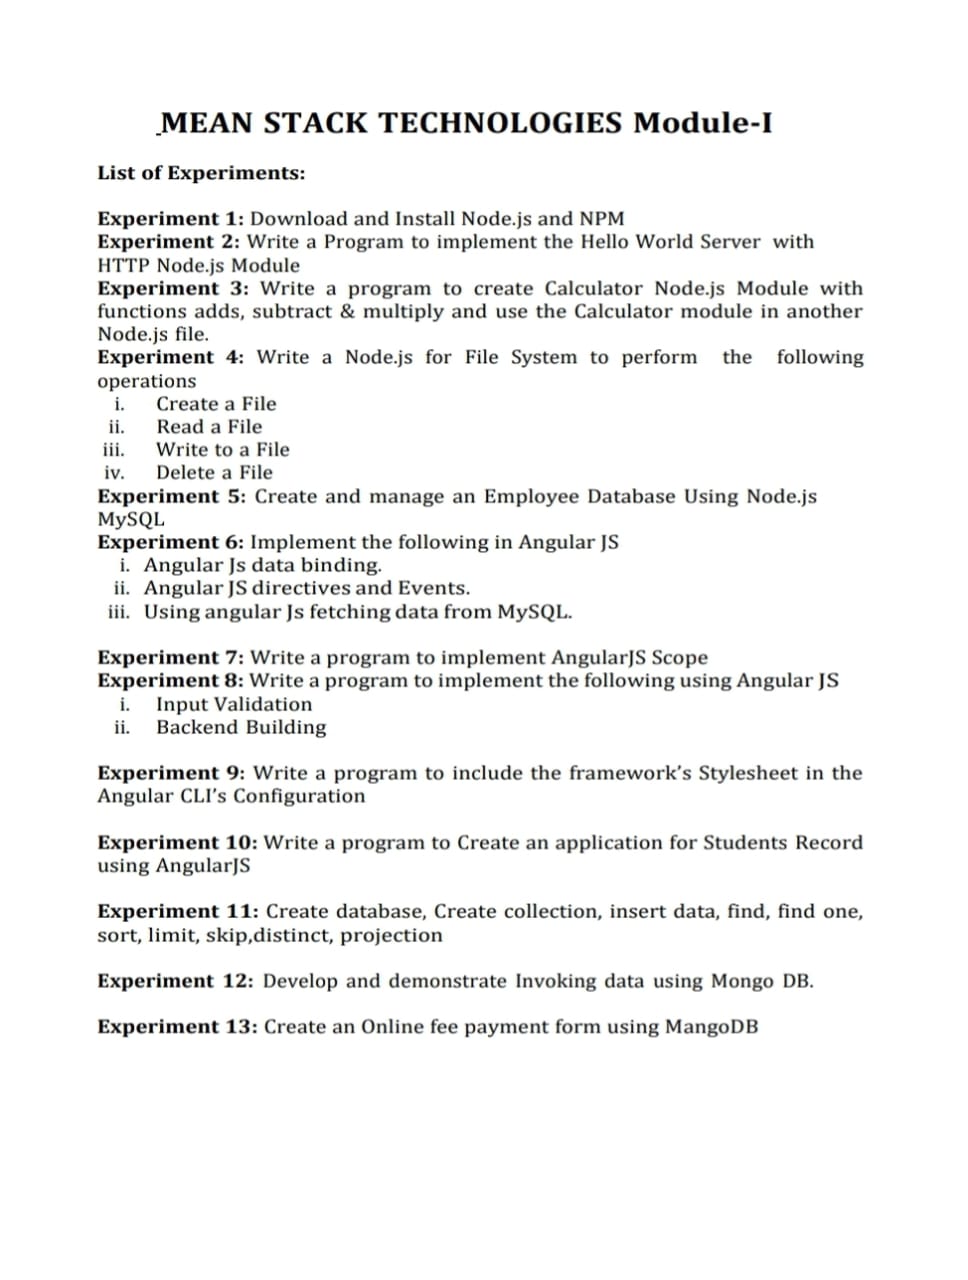 MEAN STACK TECHNOLOGIES Module-I
List of Experiments:
Experiment 1: Download and Install Node.js and NPM
Experiment 2: Write a Program to implement the Hello World Server with
HTTP Node.js Module
Experiment 3: Write a program to create Calculator Node.js Module with
functions adds, subtract & multiply and use the Calculator module in another
Node.js file.
Experiment 4: Write a Node.js for File System to perform the following
operations
i. Create a File
ii. Read a File
iii. Write to a File
iv. Delete a File
Experiment 5: Create and manage an Employee Database Using Node.js
MySQL
Experiment 6: Implement the following in Angular JS
i. Angular Js data binding.
ii. Angular JS directives and Events.
iii. Using angular Js fetching data from MySQL.
Experiment 7: Write a program to implement AngularJS Scope
Experiment 8: Write a program to implement the following using Angular JS
i. Input Validation
ii. Backend Building
Experiment 9: Write a program to include the framework's Stylesheet in the
Angular CLI's Configuration
Experiment 10: Write a program to Create an application for Students Record
using AngularJS
Experiment 11: Create database, Create collection, insert data, find, find one,
sort, limit, skip,distinct, projection
Experiment 12: Develop and demonstrate Invoking data using Mongo DB.
Experiment 13: Create an Online fee payment form using MangoDB